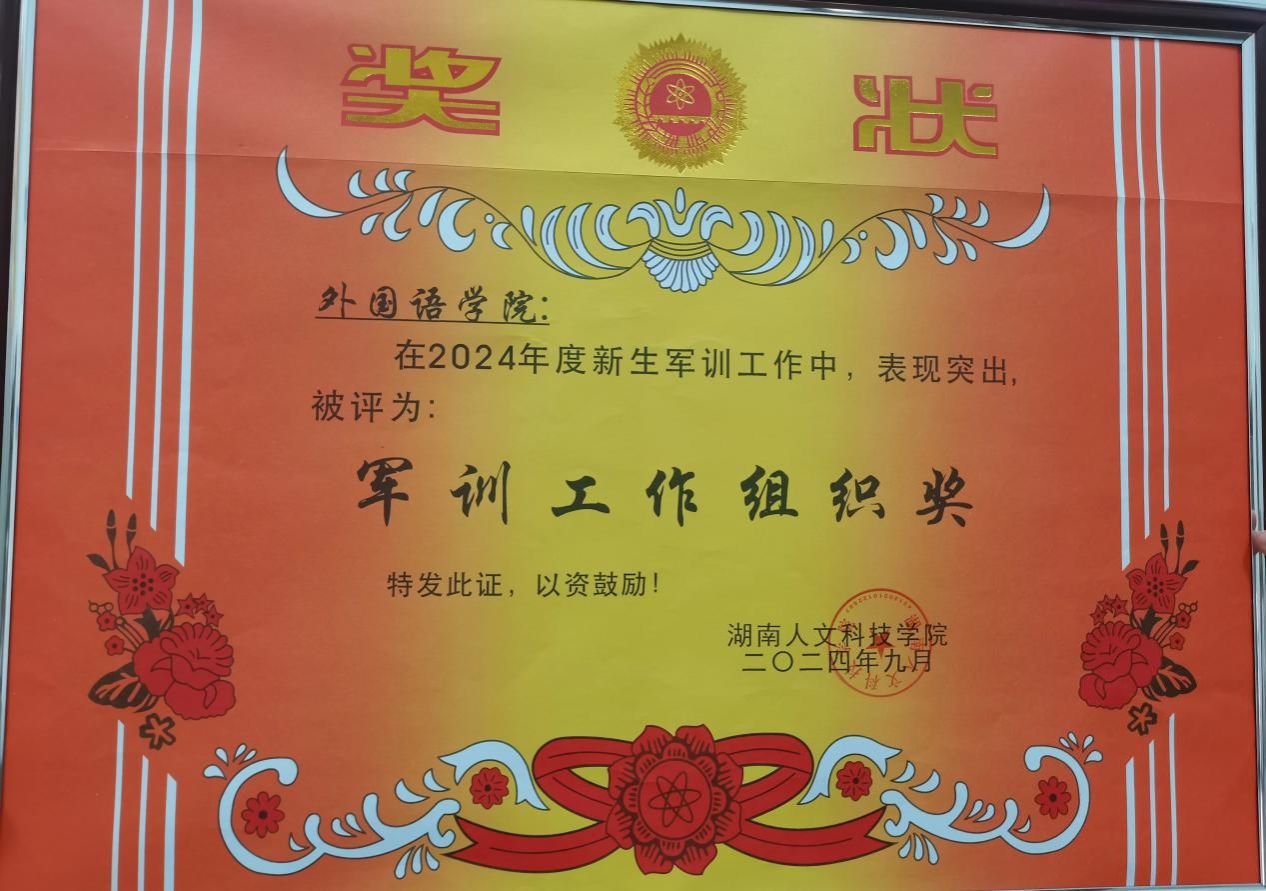 奖 状
外国语学院:
在2024年度新生军训工作中，表现突出,
被评为:
军训工作组织奖
特发此证，以资鼓励!
湖南人文科技学院
二〇二四年九月